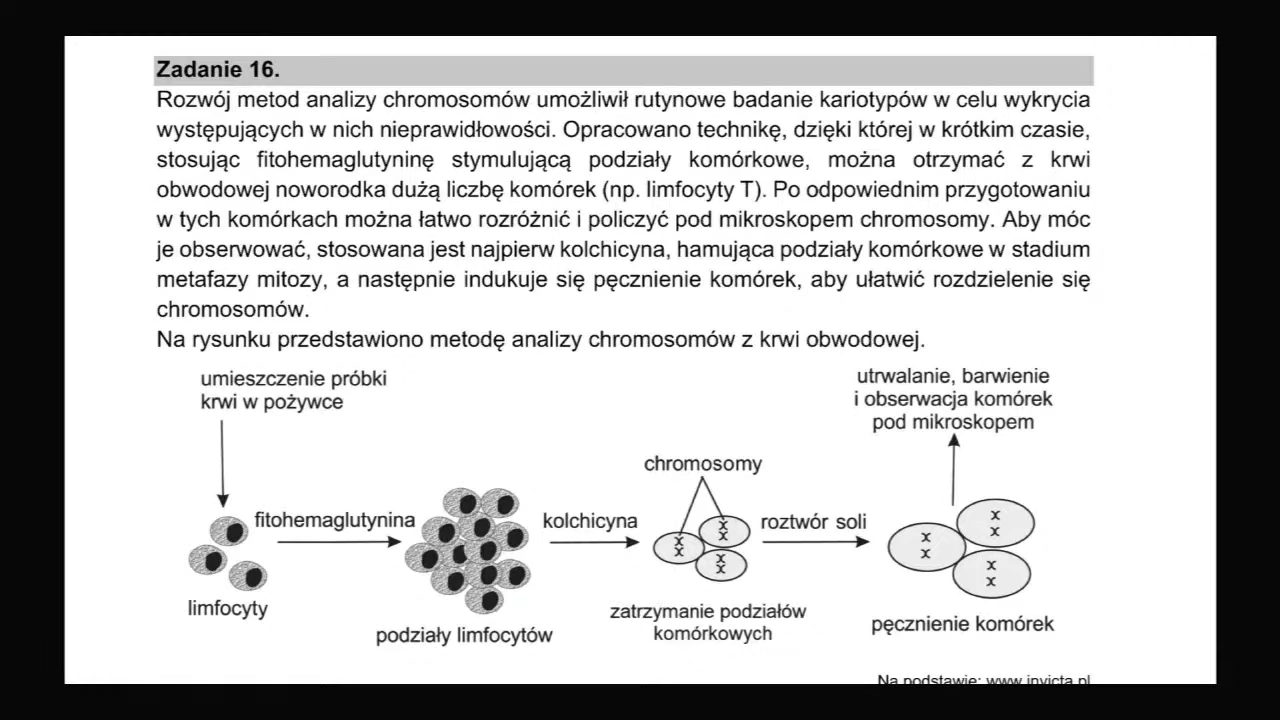 Zadanie 16.
Rozwój metod analizy chromosomów umożliwił rutynowe badanie kariotypów w celu wykrycia
występujących w nich nieprawidłowości. Opracowano technikę, dzięki której w krótkim czasie,
stosując fitohemaglutyninę stymulującą podziały komórkowe, można otrzymać z krwi
obwodowej noworodka dużą liczbę komórek (np. limfocyty T). Po odpowiednim przygotowaniu
w tych komórkach można łatwo rozróżnić i policzyć pod mikroskopem chromosomy. Aby móc
je obserwować, stosowana jest najpierw kolchicyna, hamująca podziały komórkowe w stadium
metafazy mitozy, a następnie indukuje się pęcznienie komórek, aby ułatwić rozdzielenie się
chromosomów.
Na rysunku przedstawiono metodę analizy chromosomów z krwi obwodowej.
umieszczenie próbki
krwi w pożywce
utrwalanie, barwienie
i obserwacja komórek
pod mikroskopem
chromosomy
fitohemaglutynina
kolchicyna
roztwór soli
limfocyty
podziały limfocytów
zatrzymanie podziałów
komórkowych
pęcznienie komórek
Na podstawie: www.invicta.pl